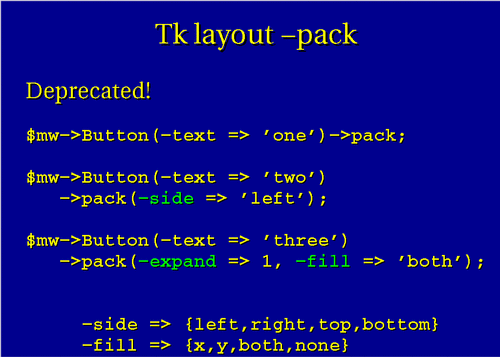 Tk layout –pack
Deprecated!
$mw–>Button(–text => ’one’)–>pack;
$mw–>Button(–text => ’two’)
–>pack(–side => ’left’);
$mw–>Button(–text => ’three’)
–>pack(–expand => 1, –fill => ’both’);
–side => {left,right,top,bottom}
–fill => {x,y,both,none}